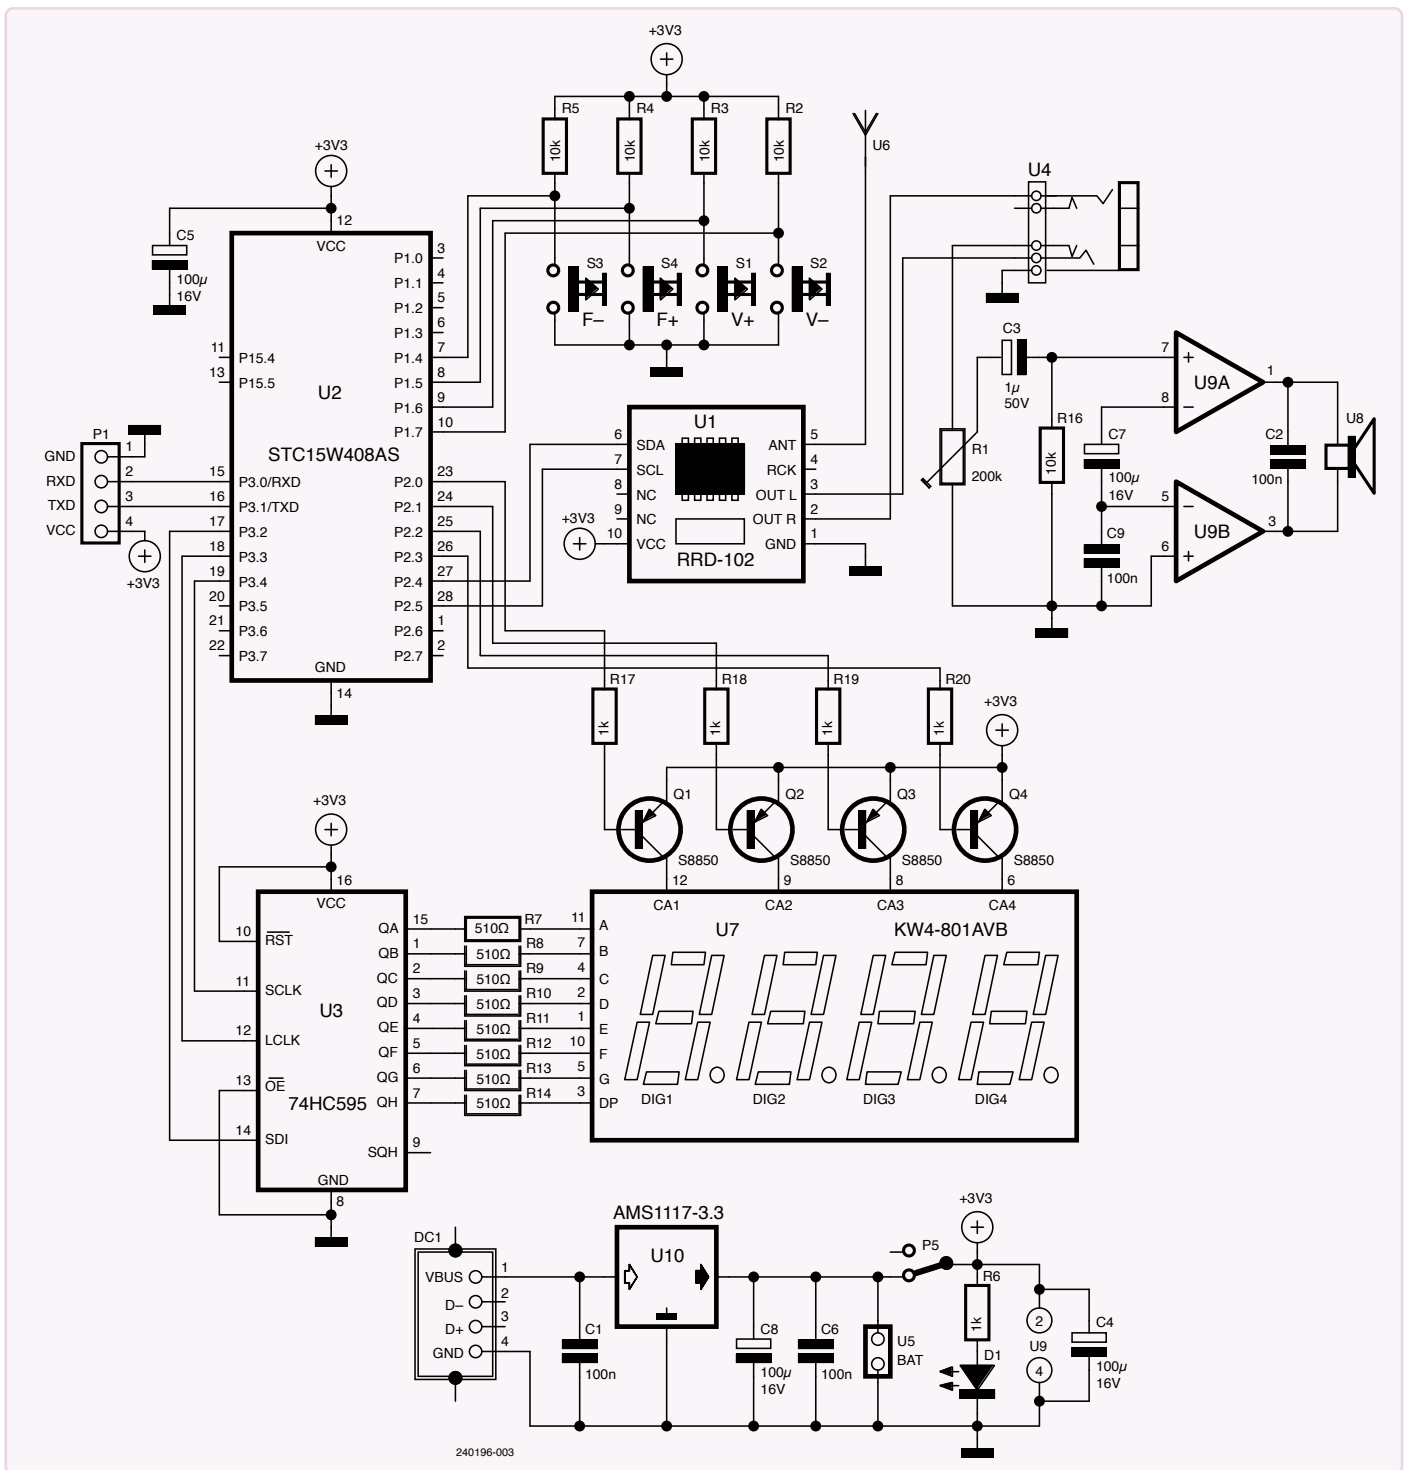 +3V3
R5
R4
R3
R2
10k
10k
10k
10k
U6
+3V3
12
VCC
C5
100µ
16V
U2
STC15W408AS
P1.0 3
P1.1 4
P1.2 5
P1.3 6
P1.4 7
P1.5 8
P1.6 9
P1.7 10
11 P15.4
13 P15.5
15 P3.0/RXD
16 P3.1/TXD
17 P3.2
18 P3.3
19 P3.4
20 P3.5
21 P3.6
22 P3.7
P2.0 23
P2.1 24
P2.2 25
P2.3 26
P2.4 27
P2.5 28
P2.6 1
P2.7 2
GND
14
P1
GND 1
RXD 2
TXD 3
VCC 4
+3V3
S3
F–
S4
F+
S1
V+
S2
V–
U1
6 SDA
7 SCL
8 NC
9 NC
10 VCC
+3V3
ANT 5
RCK 4
OUT L 3
OUT R 2
GND 1
RRD-102
U4
C3
1µ
50V
R1
200k
R16
10k
C7
100µ
16V
C9
100n
7 +
8 –
U9A
1
5 –
6 +
U9B
3
C2
100n
U8
R17
1k
R18
1k
R19
1k
R20
1k
+3V3
Q1
S8850
Q2
S8850
Q3
S8850
Q4
S8850
12
9
8
6
CA1
CA2
CA3
CA4
U7
KW4-801AVB
11 A
7 B
4 C
2 D
1 E
10 F
5 G
3 DP
DIG1
DIG2
DIG3
DIG4
+3V3
16
VCC
10 RST
11 SCLK
12 LCLK
13 OE
14 SDI
U3
74HC595
QA 15
QB 1
QC 2
QD 3
QE 4
QF 5
QG 6
QH 7
SQH 9
GND
8
510Ω R7
510Ω R8
510Ω R9
510Ω R10
510Ω R11
510Ω R12
510Ω R13
510Ω R14
DC1
VBUS 1
D– 2
D+ 3
GND 4
C1
100n
AMS1117-3.3
U10
C8
100µ
16V
C6
100n
U5
BAT
P5
+3V3
R6
1k
D1
2
U9
4
C4
100µ
16V
240196-003